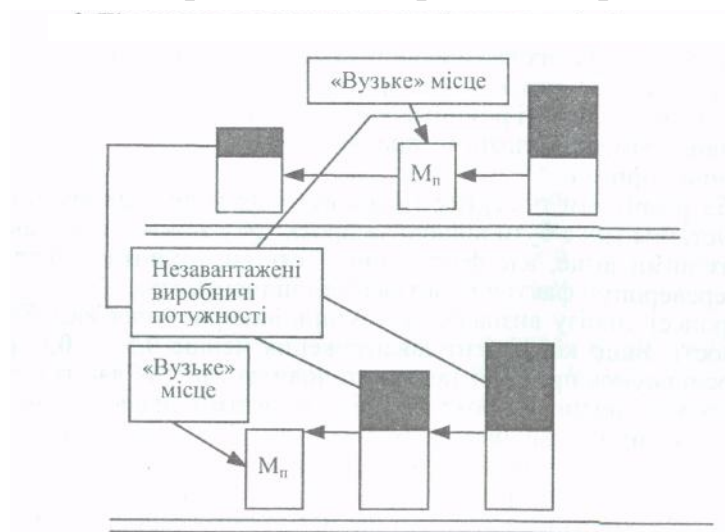 «Вузьке» місце
Мп
Незавантажені
виробничі
потужності
«Вузьке»
місце
Мп